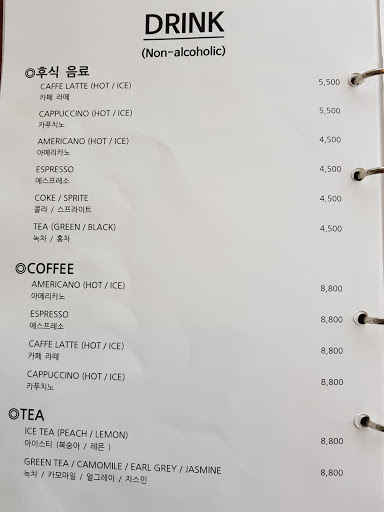 DRINK
(Non-alcoholic)
◎후식 음료
CAFFE LATTE (HOT / ICE) 5,500
카페 라떼
CAPPUCCINO (HOT / ICE) 5,500
카푸치노
AMERICANO (HOT / ICE) 4,500
아메리카노
ESPRESSO 4,500
에스프레소
COKE / SPRITE 4,500
콜라 / 스프라이트
TEA (GREEN / BLACK) 4,500
녹차 / 홍차
◎COFFEE
AMERICANO (HOT / ICE) 8,800
아메리카노
ESPRESSO 8,800
에스프레소
CAFFE LATTE (HOT / ICE) 8,800
카페 라떼
CAPPUCCINO (HOT / ICE) 8,800
카푸치노
◎TEA
ICE TEA (PEACH / LEMON) 8,800
아이스티 (복숭아 / 레몬 )
GREEN TEA / CAMOMILE / EARL GREY / JASMINE 8,800
녹차 / 카모마일 / 얼그레이 / 자스민